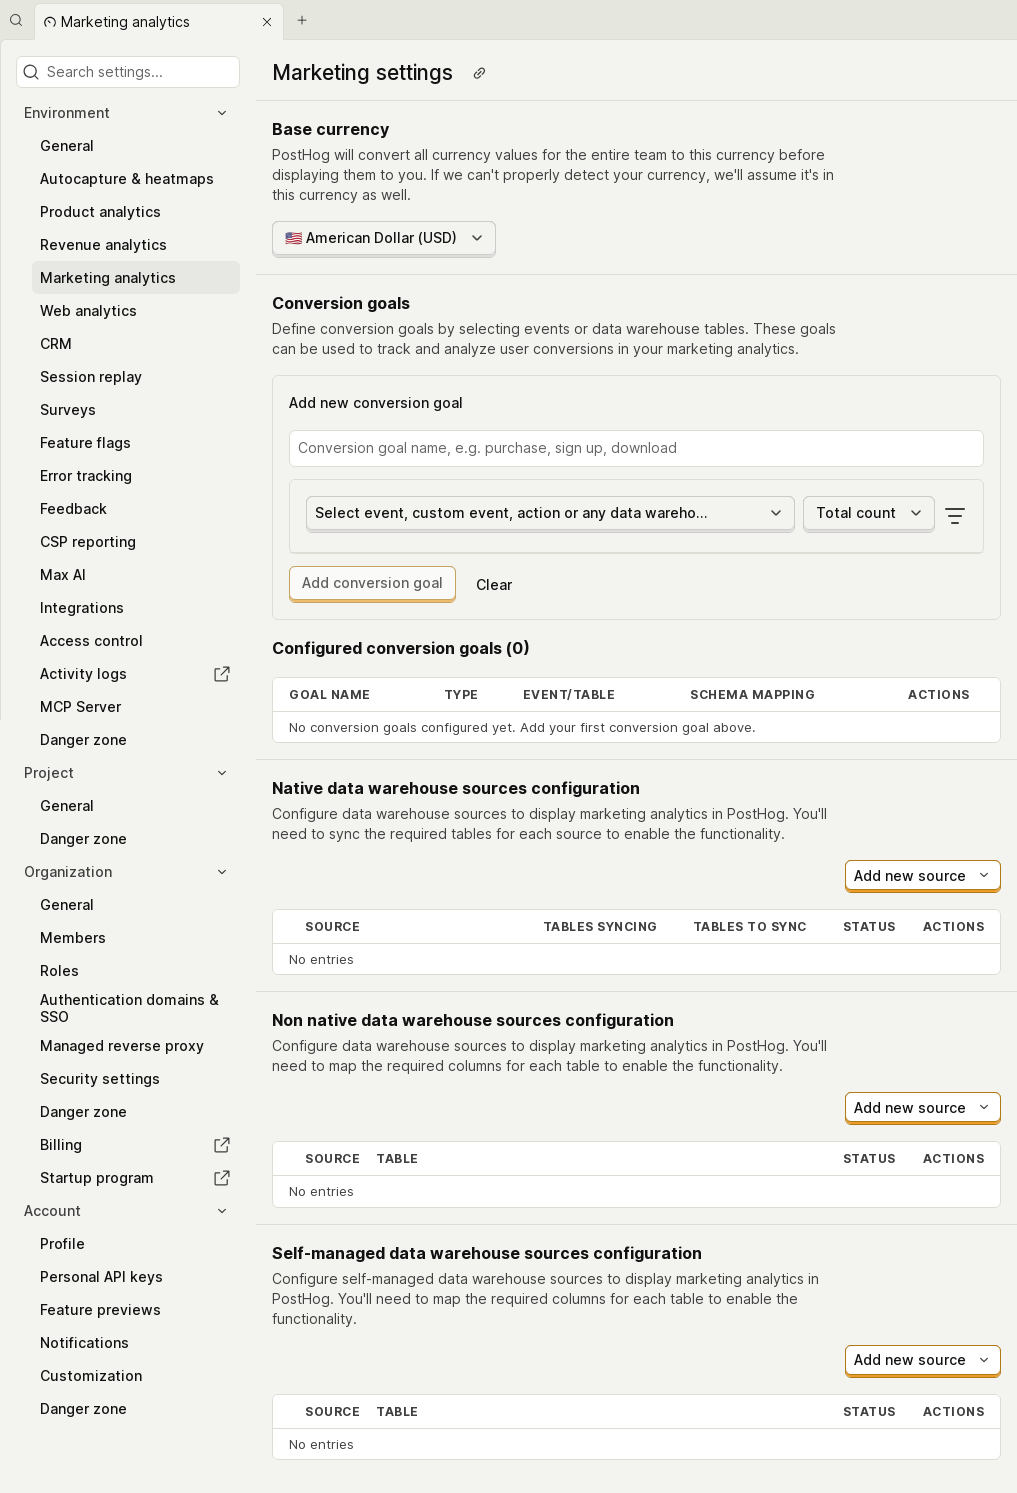 Marketing analytics
Search settings...
Environment
General
Autocapture & heatmaps
Product analytics
Revenue analytics
Marketing analytics
Web analytics
CRM
Session replay
Surveys
Feature flags
Error tracking
Feedback
CSP reporting
Max AI
Integrations
Access control
Activity logs
MCP Server
Danger zone
Project
General
Danger zone
Organization
General
Members
Roles
Authentication domains &
SSO
Managed reverse proxy
Security settings
Danger zone
Billing
Startup program
Account
Profile
Personal API keys
Feature previews
Notifications
Customization
Danger zone
Marketing settings
Base currency
PostHog will convert all currency values for the entire team to this currency before
displaying them to you. If we can't properly detect your currency, we'll assume it's in
this currency as well.
🇺🇸 American Dollar (USD)
Conversion goals
Define conversion goals by selecting events or data warehouse tables. These goals
can be used to track and analyze user conversions in your marketing analytics.
Add new conversion goal
Conversion goal name, e.g. purchase, sign up, download
Select event, custom event, action or any data wareho... Total count
Add conversion goal Clear
Configured conversion goals (0)
GOAL NAME TYPE EVENT/TABLE SCHEMA MAPPING ACTIONS
No conversion goals configured yet. Add your first conversion goal above.
Native data warehouse sources configuration
Configure data warehouse sources to display marketing analytics in PostHog. You'll
need to sync the required tables for each source to enable the functionality.
Add new source
SOURCE TABLES SYNCING TABLES TO SYNC STATUS ACTIONS
No entries
Non native data warehouse sources configuration
Configure data warehouse sources to display marketing analytics in PostHog. You'll
need to map the required columns for each table to enable the functionality.
Add new source
SOURCE TABLE STATUS ACTIONS
No entries
Self-managed data warehouse sources configuration
Configure self-managed data warehouse sources to display marketing analytics in
PostHog. You'll need to map the required columns for each table to enable the
functionality.
Add new source
SOURCE TABLE STATUS ACTIONS
No entries